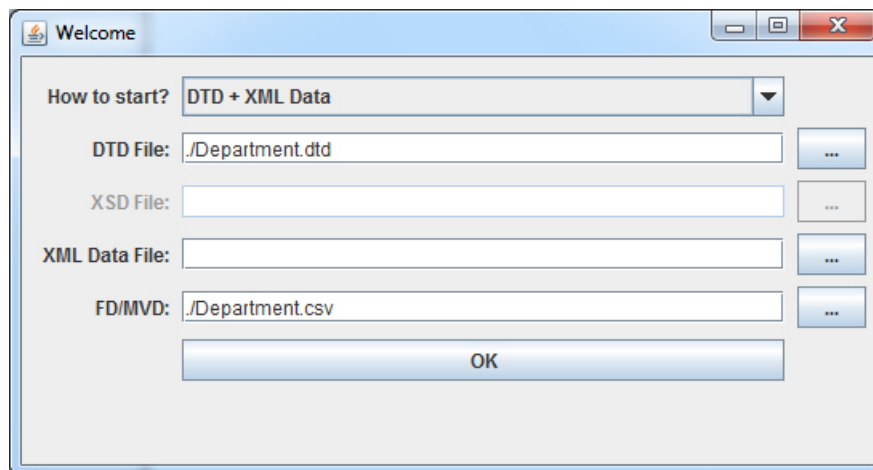 Welcome
How to start? DTD + XML Data
DTD File: ./Department.dtd ...
XSD File: ...
XML Data File: ...
FD/MVD: ./Department.csv ...
OK